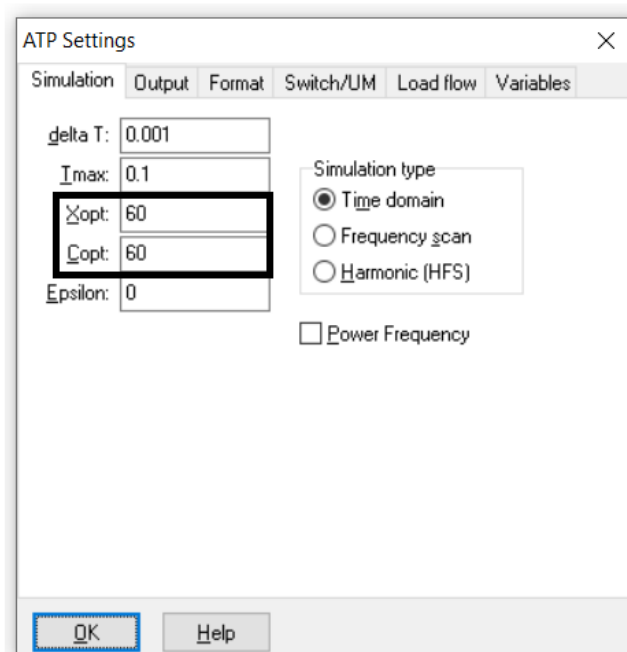 ATP Settings
Simulation Output Format Switch/UM Load flow Variables
delta T: 0.001
Tmax: 0.1
Xopt: 60
Copt: 60
Epsilon: 0
Simulation type
Time domain
Frequency scan
Harmonic (HFS)
Power Frequency
OK Help